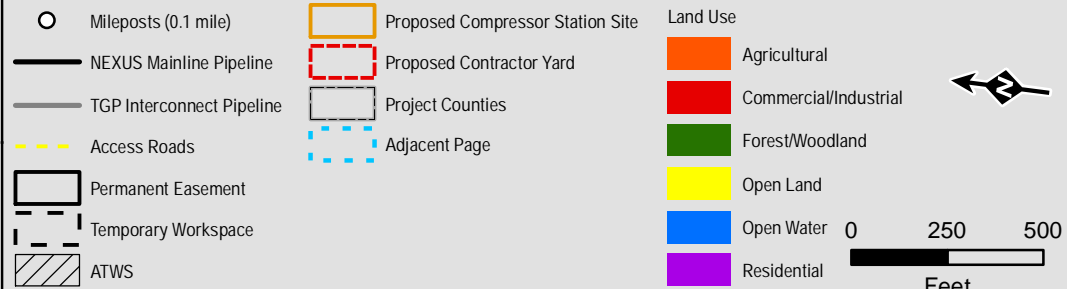 Mileposts (0.1 mile)
NEXUS Mainline Pipeline
TGP Interconnect Pipeline
Access Roads
Permanent Easement
Temporary Workspace
ATWS
Proposed Compressor Station Site
Proposed Contractor Yard
Project Counties
Adjacent Page
Land Use
Agricultural
Commercial/Industrial
Forest/Woodland
Open Land
Open Water
Residential
N
0 250 500
Feet